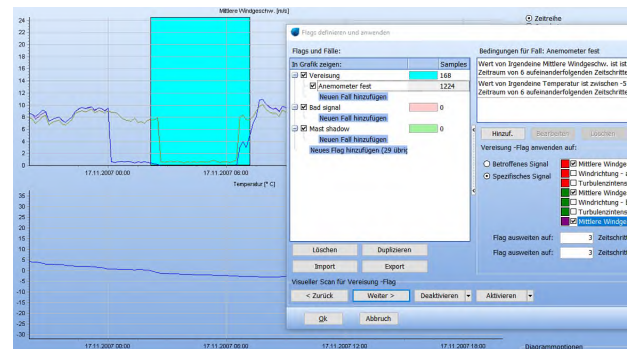 Mittlere Windgeschw. [m/s]
24
22
20
18
16
14
12
10
8
6
4
2
0
17.11.2007 00:00
17.11.2007 06:00
Temperatur [° C]
35
30
25
20
15
10
5
0
-5
-10
-15
-20
-25
-30
17.11.2007 00:00
17.11.2007 06:00
17.11.2007 12:00
17.11.2007 18:00
Zeitreihe
Flags definieren und anwenden
Flags und Fälle:
In Grafik zeigen:
Samples
Vereisung
168
Anemometer fest
1224
Neuen Fall hinzufügen
Bad signal
0
Neuen Fall hinzufügen
Mast shadow
0
Neuen Fall hinzufügen
Neues Flag hinzufügen (29 übrig
Löschen
Duplizieren
Import
Export
Visueller Scan für Vereisung -Flag
< Zurück
Weiter >
Deaktivieren
Aktivieren
Ok
Abbruch
Bedingungen für Fall: Anemometer fest
Wert von Irgendeine Mittlere Windgeschw. ist ist
Zeitraum von 6 aufeinanderfolgenden Zeitschritte
Wert von Irgendeine Temperatur ist zwischen -5
Zeitraum von 6 aufeinanderfolgenden Zeitschritte
Hinzuf.
Bearbeiten
Löschen
Vereisung -Flag anwenden auf:
Betroffenes Signal
Spezifisches Signal
Mittlere Windge
Windrichtung - a
Turbulenzintens
Mittlere Windge
Windrichtung - l
Turbulenzintens
Mittlere Windge
Flag ausweiten auf:
3
Zeitschritt
Flag ausweiten auf:
3
Zeitschritt
Diagrammoptionen